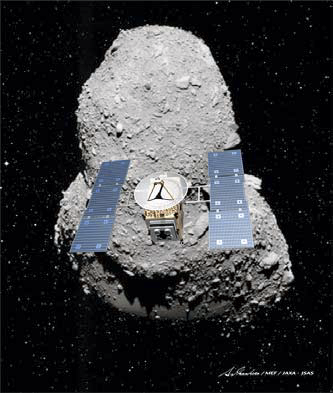 / MEF / JAXA · ISAS